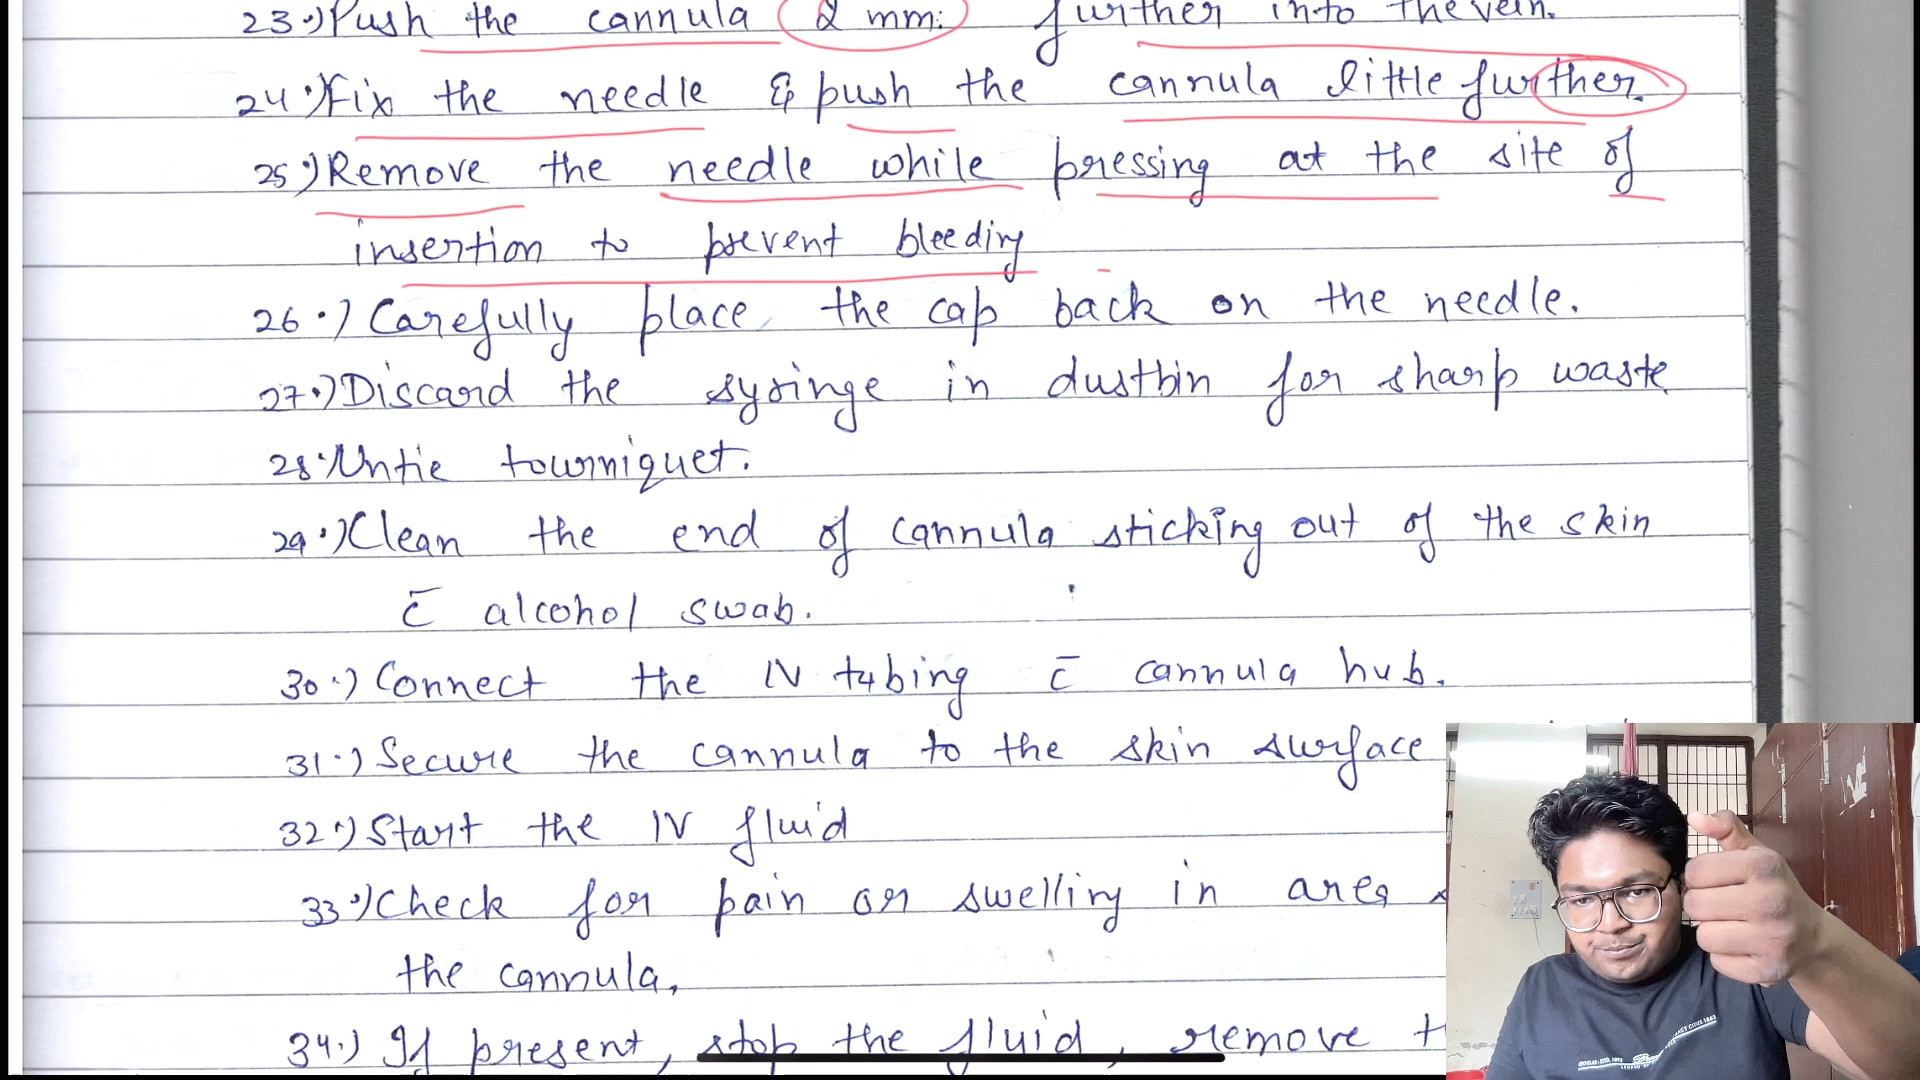 23.) Push the cannula 2 mm. further into the vein.
24.) Fix the needle & push the cannula little further.
25.) Remove the needle while pressing at the site of
insertion to prevent bleeding
26.) Carefully place the cap back on the needle.
27.) Discard the syringe in dustbin for sharp waste
28.) Untie tourniquet.
29.) Clean the end of cannula sticking out of the skin
c̄ alcohol swab.
30.) Connect the IV tubing c̄ cannula hub.
31.) Secure the cannula to the skin surface
32.) Start the IV fluid
33.) Check for pain or swelling in area
the cannula.
34.) If present, stop the fluid, remove